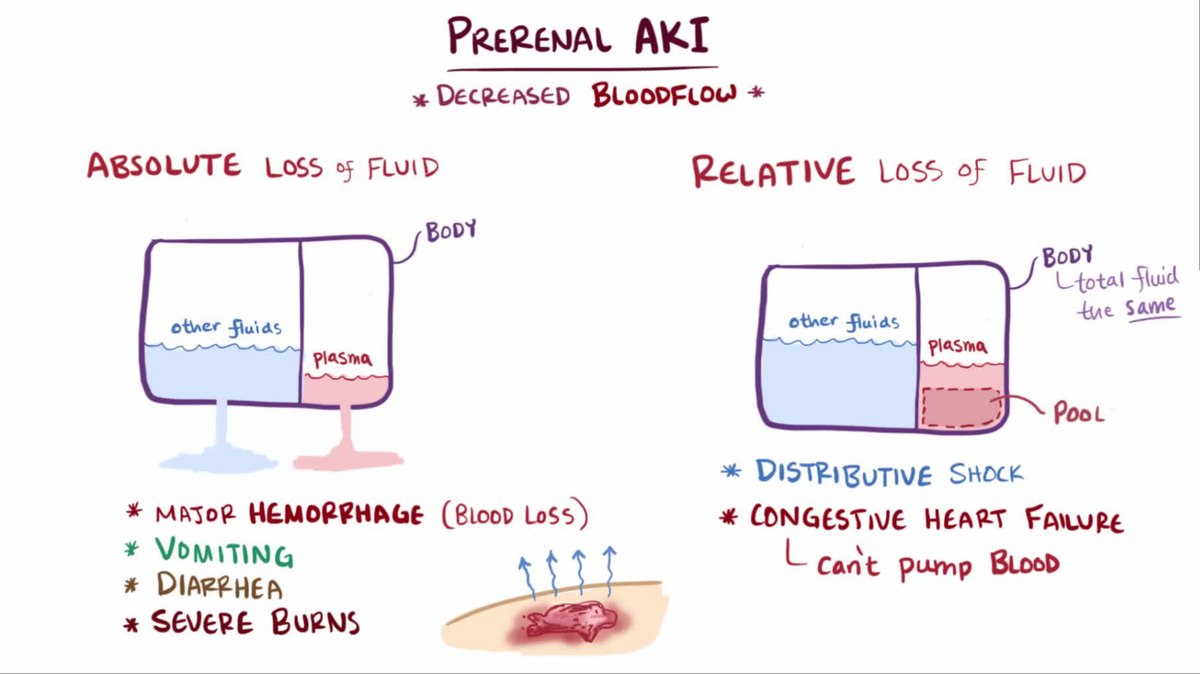 PRERENAL AKI
* DECREASED BLOODFLOW *
ABSOLUTE LOSS of FLUID
BODY
other fluids
plasma
* MAJOR HEMORRHAGE (BLOOD LOSS)
* VOMITING
* DIARRHEA
* SEVERE BURNS
RELATIVE LOSS of FLUID
BODY
total fluid
the same
other fluids
plasma
POOL
* DISTRIBUTIVE SHOCK
* CONGESTIVE HEART FAILURE
can't pump BLOOD